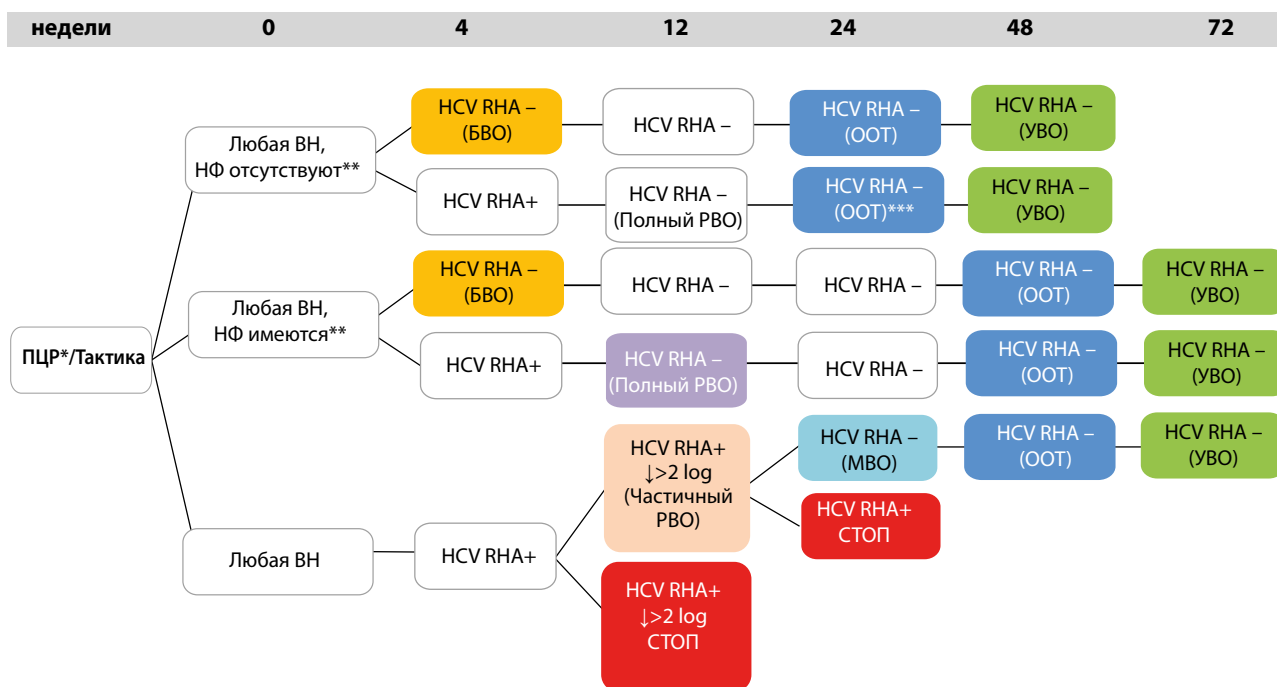 недели 0 4 12 24 48 72
HCV RHA –
(БВО)
HCV RHA –
HCV RHA –
(ООТ)
HCV RHA –
(УВО)
Любая ВН,
НФ отсутствуют**
HCV RHA+
HCV RHA –
(Полный РВО)
HCV RHA –
(ООТ)***
HCV RHA –
(УВО)
HCV RHA –
(БВО)
HCV RHA –
HCV RHA –
HCV RHA –
(ООТ)
HCV RHA –
(УВО)
Любая ВН,
НФ имеются**
ПЦР*/Тактика
HCV RHA+
HCV RHA –
(Полный РВО)
HCV RHA –
HCV RHA –
(ООТ)
HCV RHA –
(УВО)
HCV RHA+
↓>2 log
(Частичный
РВО)
HCV RHA –
(МВО)
HCV RHA –
(ООТ)
HCV RHA –
(УВО)
HCV RHA+
СТОП
Любая ВН
HCV RHA+
HCV RHA+
↓>2 log
СТОП